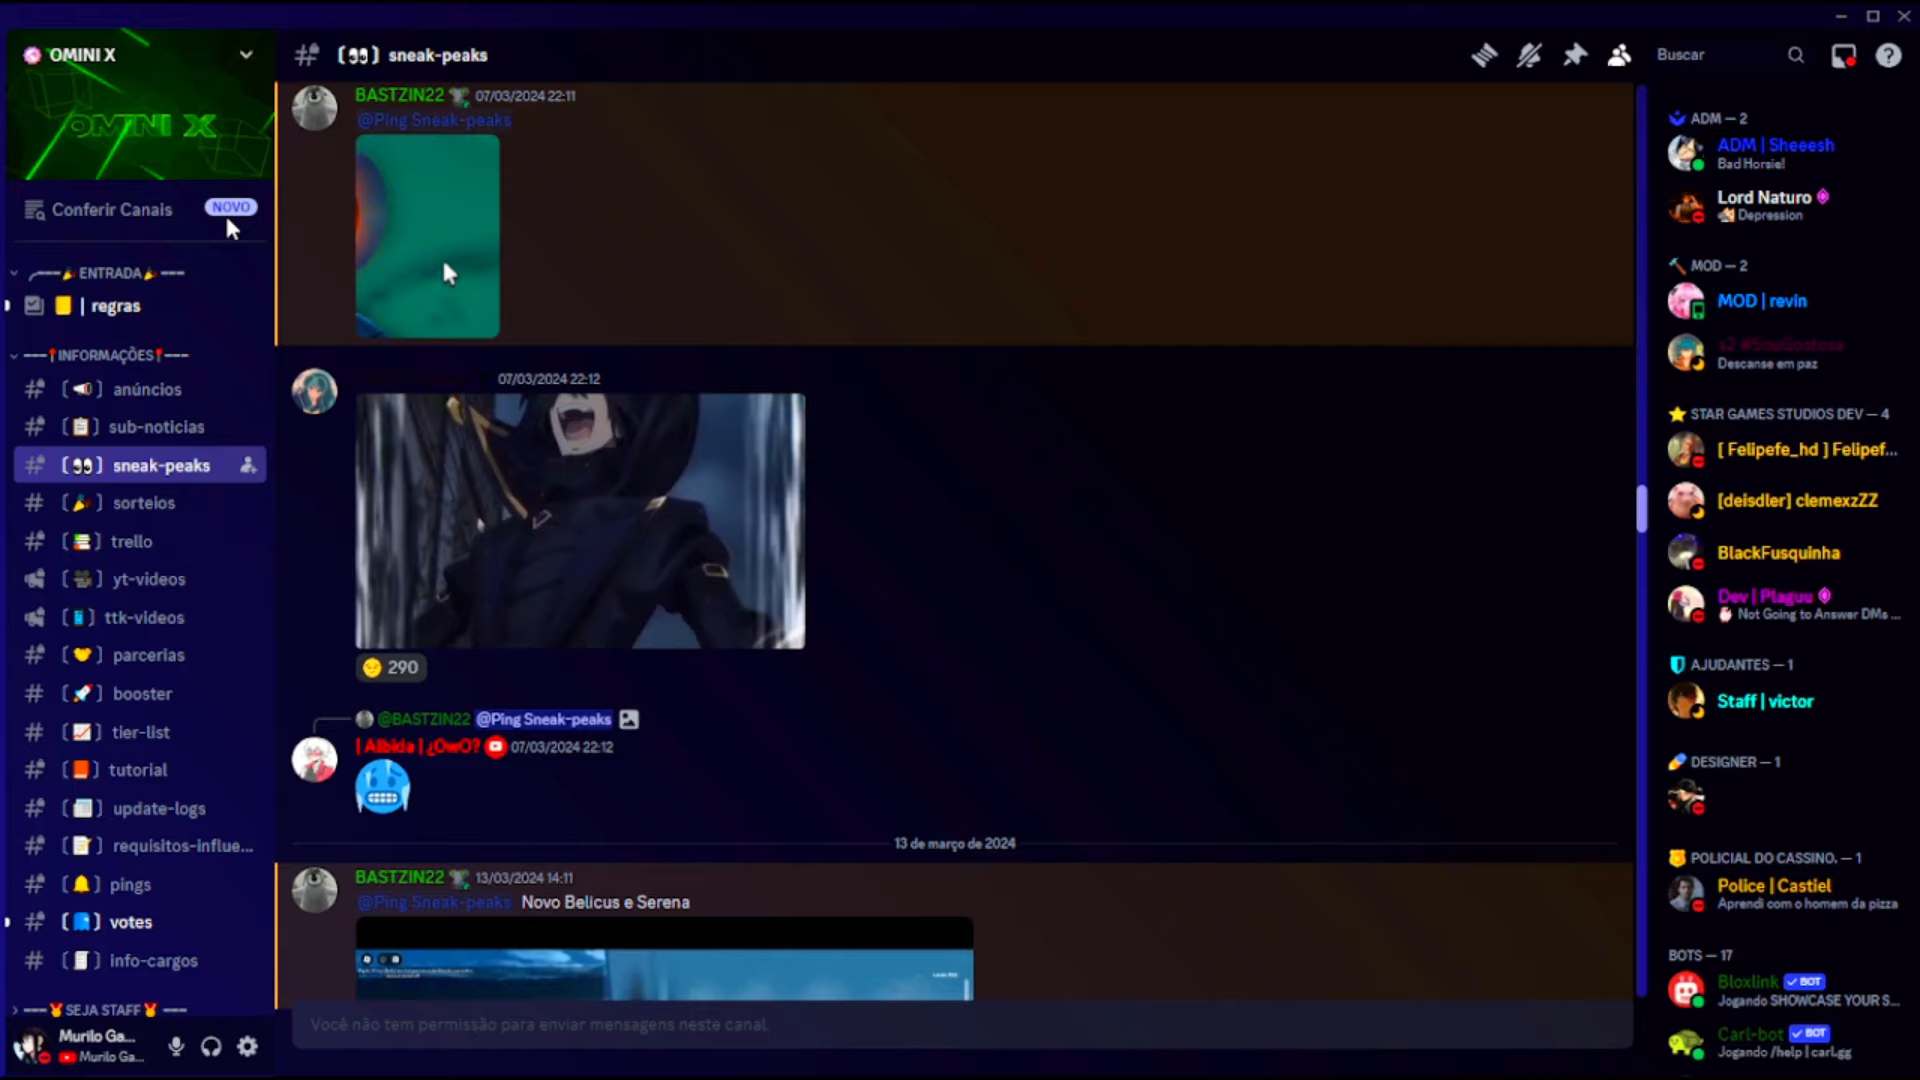 OMINI X
OMINI X
Conferir Canais
NOVO
ENTRADA
| regras
INFORMAÇÕES
anúncios
sub-noticias
sneak-peaks
sorteios
trello
yt-videos
ttk-videos
parcerias
booster
tier-list
tutorial
update-logs
requisitos-influe...
pings
votes
info-cargos
SEJA STAFF
Murilo Ga...
Murilo Ga...
sneak-peaks
Buscar
BASTZIN22 07/03/2024 22:11
@Ping Sneak-peaks
07/03/2024 22:12
290
@BASTZIN22 @Ping Sneak-peaks
| Albida | ¿OwO? 07/03/2024 22:12
13 de março de 2024
BASTZIN22 13/03/2024 14:11
@Ping Sneak-peaks Novo Belicus e Serena
Você não tem permissão para enviar mensagens neste canal.
ADM — 2
ADM | Sheeesh
Bad Horsie!
Lord Naturo
Depression
MOD — 2
MOD | revin
Descanse em paz
STAR GAMES STUDIOS DEV — 4
[ Felipefe_hd ] Felipef...
[deisdler] clemexzZZ
BlackFusquinha
Dev | Plaguu
Not Going to Answer DMs ...
AJUDANTES — 1
Staff | victor
DESIGNER — 1
POLICIAL DO CASSINO. — 1
Police | Castiel
Aprendi com o homem da pizza
BOTS — 17
Bloxlink BOT
Jogando SHOWCASE YOUR S...
Carl-bot BOT
Jogando /help | carl.gg